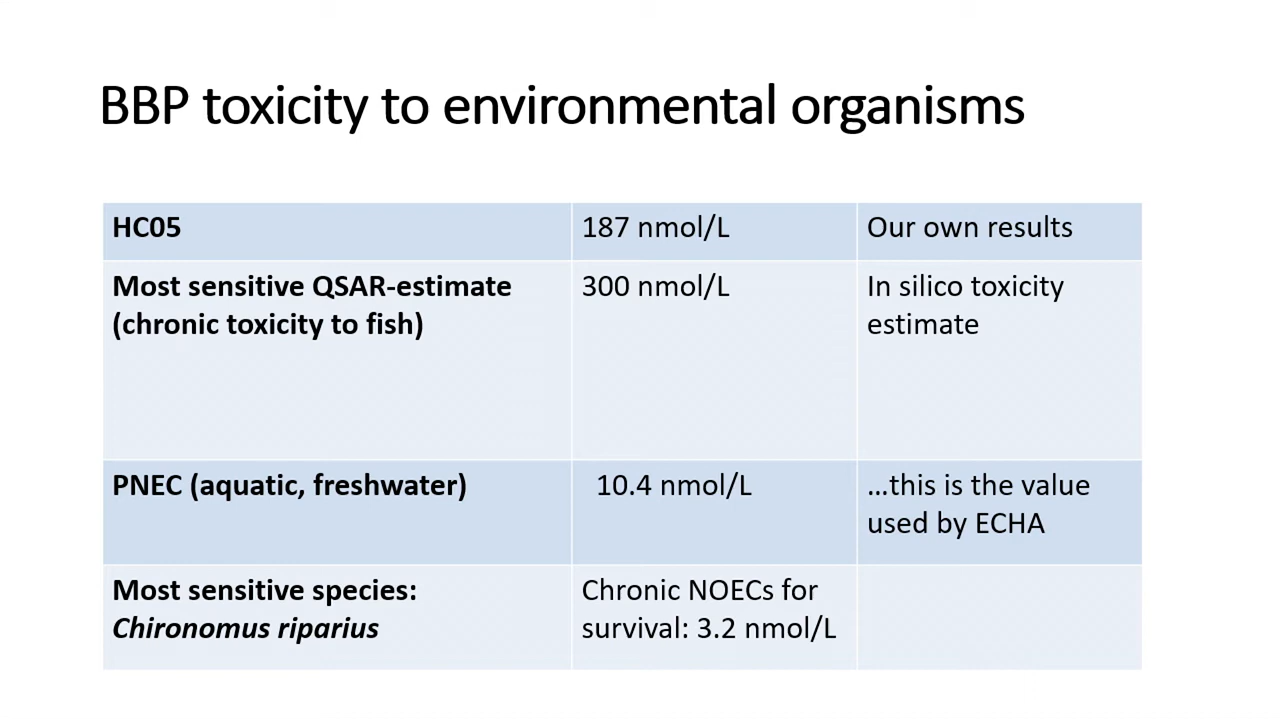 BBP toxicity to environmental organisms
HC05
187 nmol/L
Our own results
Most sensitive QSAR-estimate
(chronic toxicity to fish)
300 nmol/L
In silico toxicity
estimate
PNEC (aquatic, freshwater)
10.4 nmol/L
...this is the value
used by ECHA
Most sensitive species:
Chironomus riparius
Chronic NOECs for
survival: 3.2 nmol/L